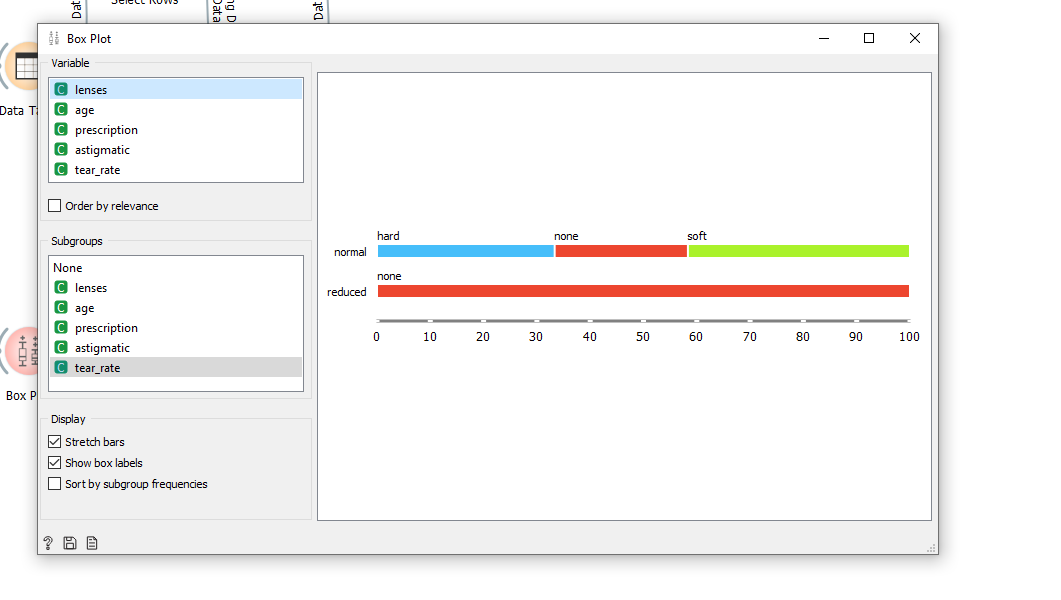 Select Rows
Dat
Data
ng D
Dat
Box Plot
Data Ta
Box P
Variable
C lenses
C age
C prescription
C astigmatic
C tear_rate
Order by relevance
Subgroups
None
C lenses
C age
C prescription
C astigmatic
C tear_rate
Display
Stretch bars
Show box labels
Sort by subgroup frequencies
?
hard none soft
normal
none
reduced
0 10 20 30 40 50 60 70 80 90 100